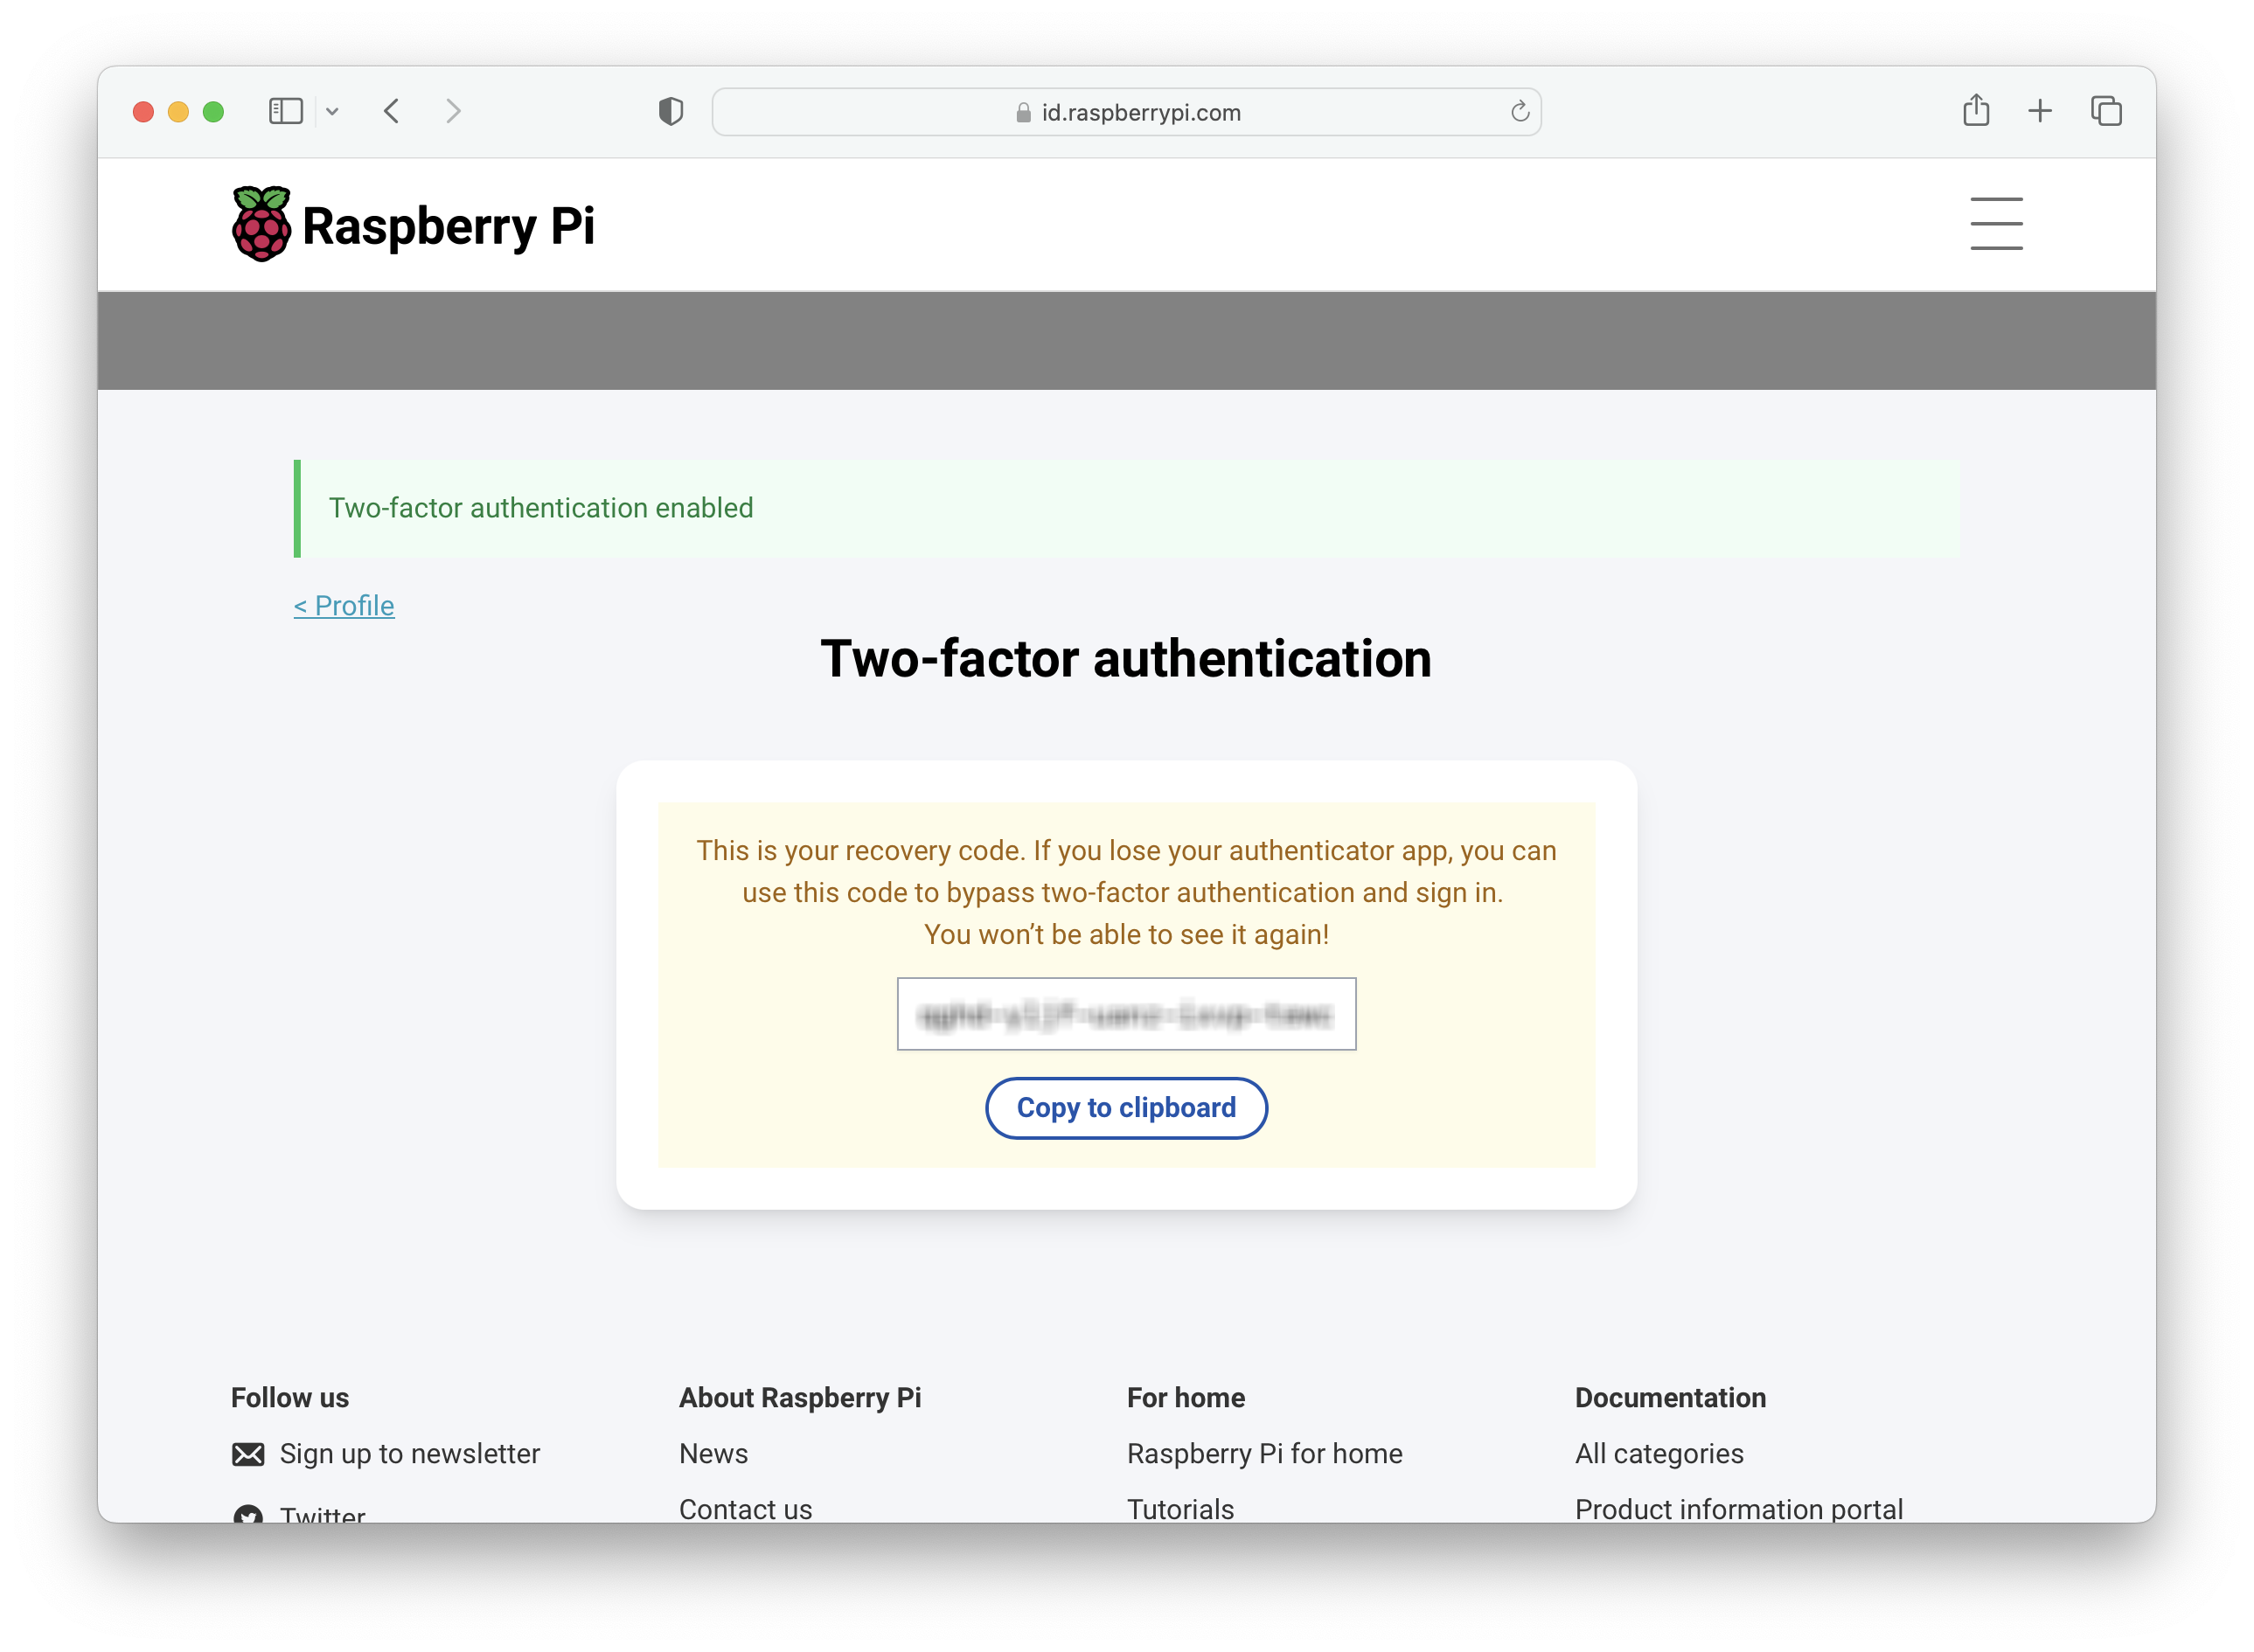 id.raspberrypi.com
Raspberry Pi
Two-factor authentication enabled
< Profile
Two-factor authentication
This is your recovery code. If you lose your authenticator app, you can
use this code to bypass two-factor authentication and sign in.
You won’t be able to see it again!
Copy to clipboard
Follow us
Sign up to newsletter
Twitter
About Raspberry Pi
News
Contact us
For home
Raspberry Pi for home
Tutorials
Documentation
All categories
Product information portal